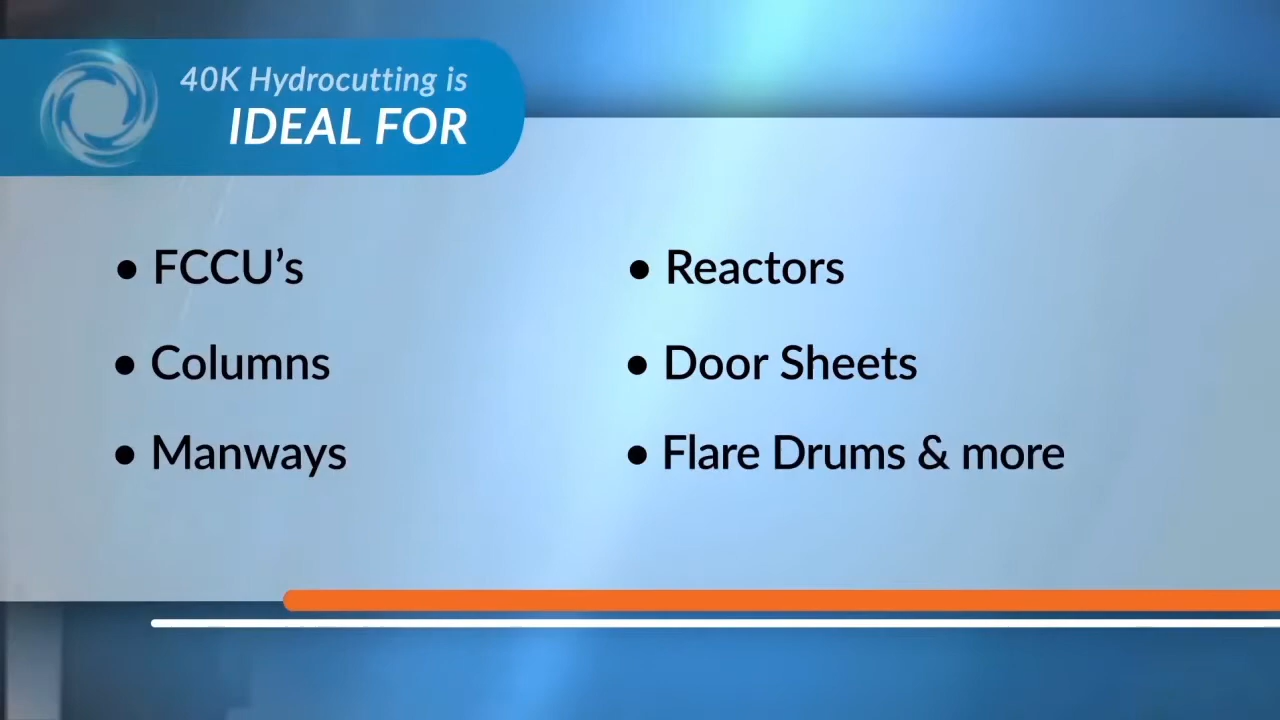 40K Hydrocutting is
IDEAL FOR
• FCCU’s
• Columns
• Manways
• Reactors
• Door Sheets
• Flare Drums & more